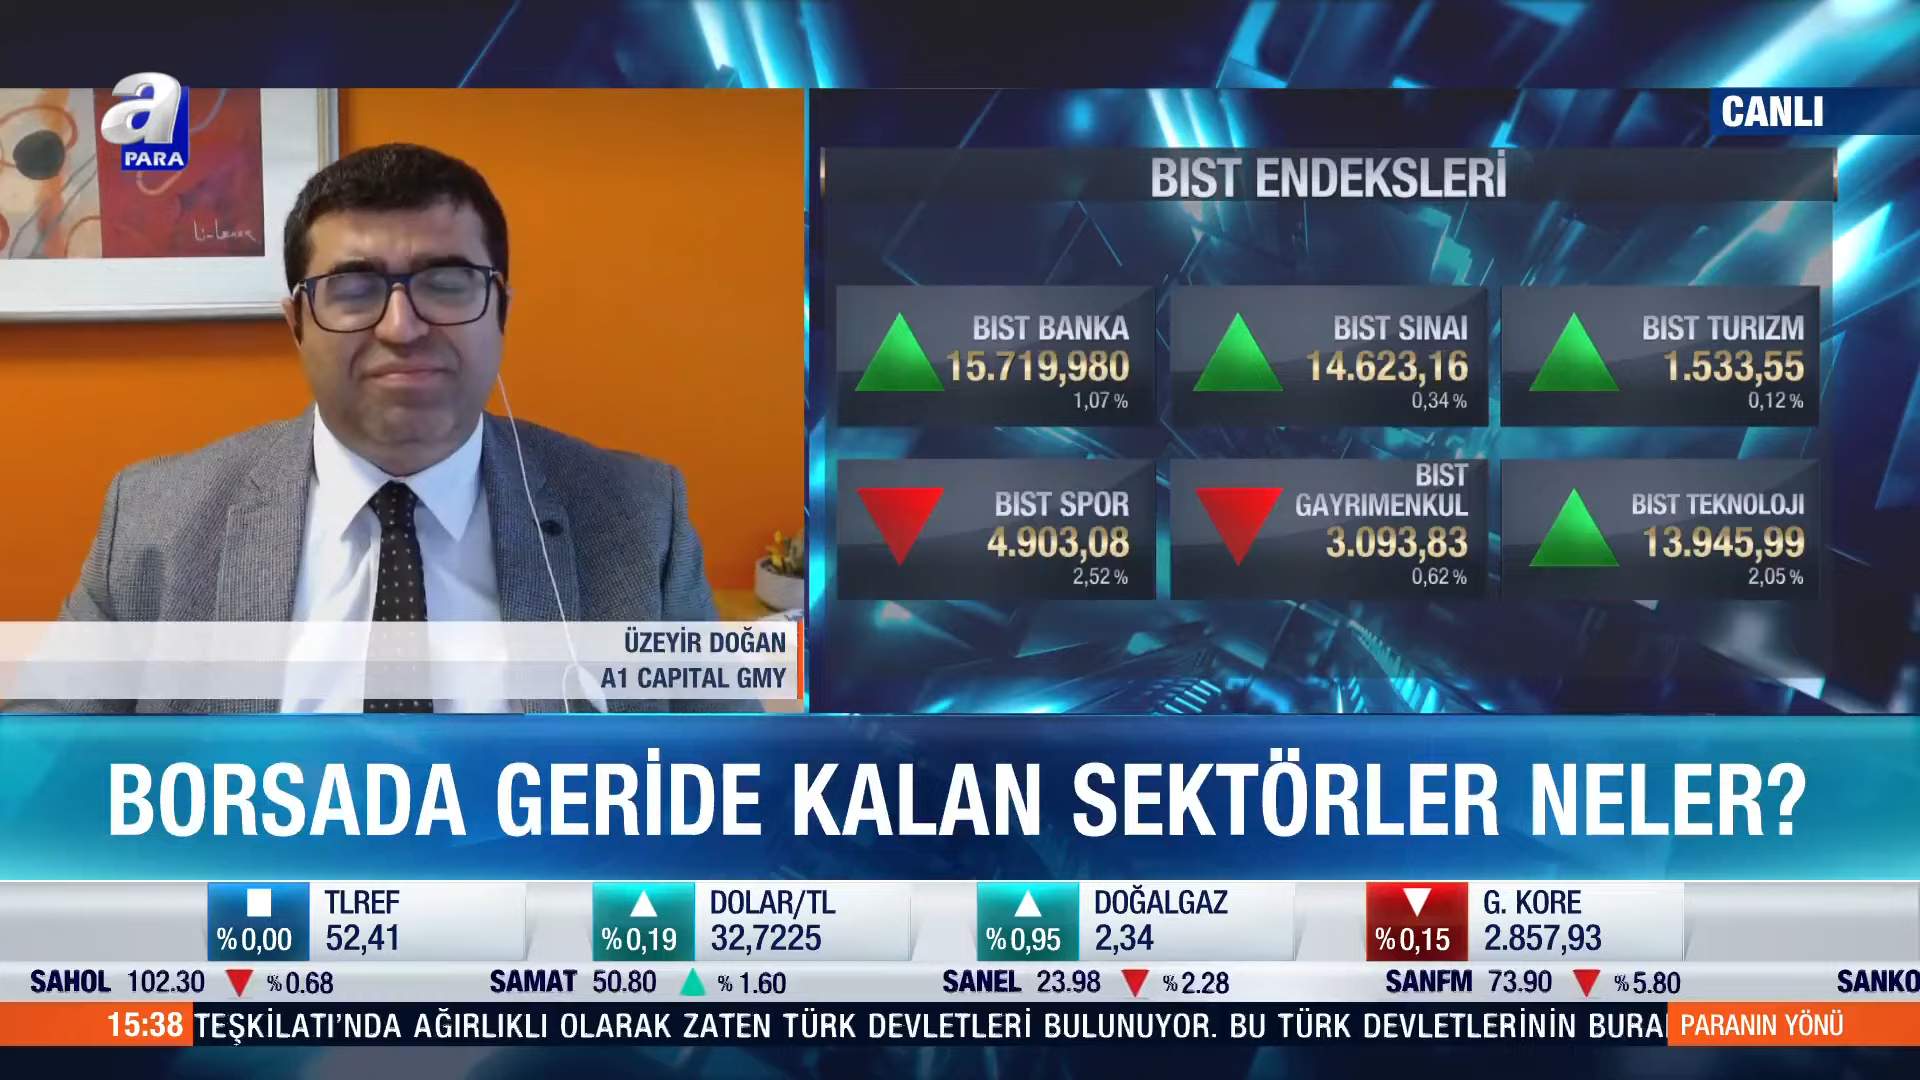 a
PARA
Li-Lener
CANLI
BIST ENDEKSLERİ
BIST BANKA
15.719,980
1,07 %
BIST SINAI
14.623,16
0,34 %
BIST TURIZM
1.533,55
0,12 %
BIST SPOR
4.903,08
2,52 %
BIST
GAYRIMENKUL
3.093,83
0,62 %
BIST TEKNOLOJI
13.945,99
2,05 %
ÜZEYİR DOĞAN
A1 CAPITAL GMY
BORSADA GERİDE KALAN SEKTÖRLER NELER?
%0,00 TLREF 52,41
%0,19 DOLAR/TL 32,7225
%0,95 DOĞALGAZ 2,34
%0,15 G. KORE 2.857,93
SAHOL 102.30 %0.68 SAMAT 50.80 %1.60 SANEL 23.98 %2.28 SANFM 73.90 %5.80 SANKO
15:38 TEŞKİLATI'NDA AĞIRLIKLI OLARAK ZATEN TÜRK DEVLETLERİ BULUNUYOR. BU TÜRK DEVLETLERİNİN BURA PARANIN YÖNÜ